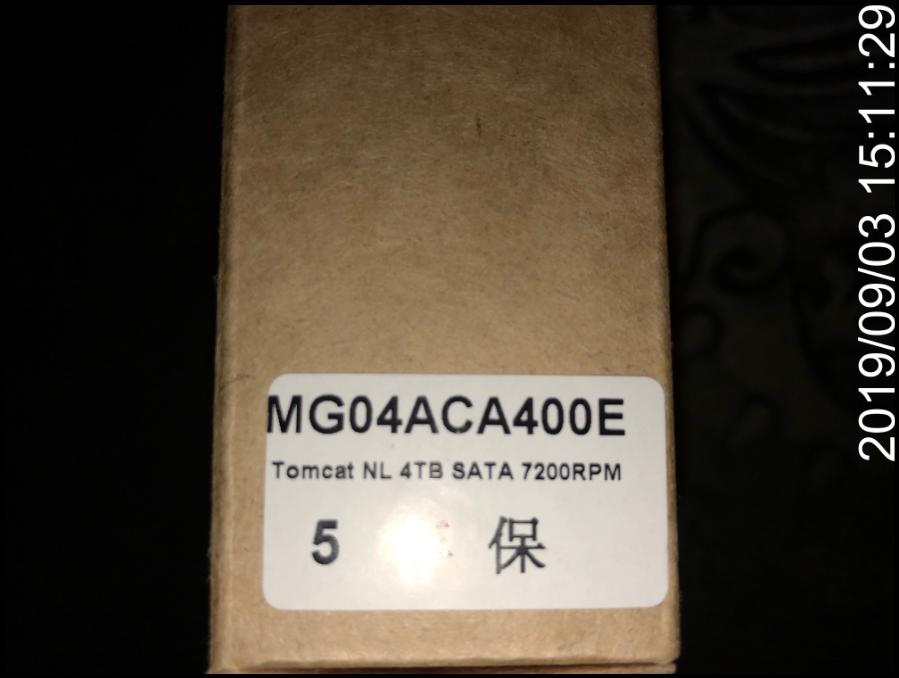 MG04ACA400E
Tomcat NL 4TB SATA 7200RPM
5 保
2019/09/03 15:11:29